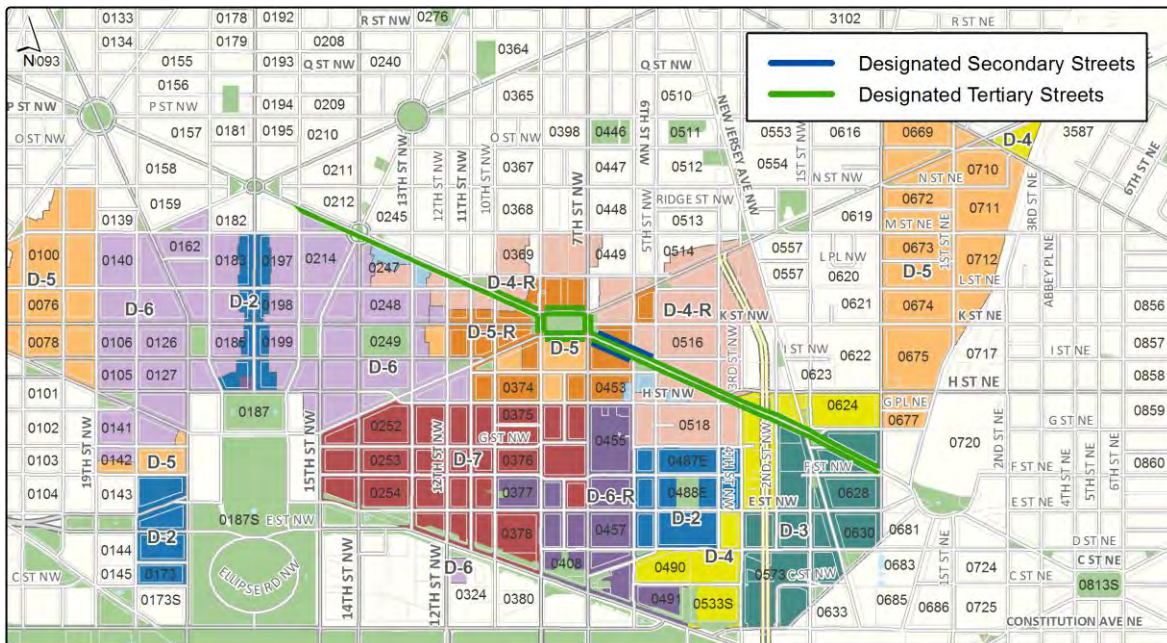 0133
0178
0192
R ST NW
0276
3102
R ST NE
0134
0179
0208
0364
N
093
0155
0193
Q ST NW
0240
Q ST NW
Designated Secondary Streets
Designated Tertiary Streets
0156
P ST NW
P ST NW
0194
0209
0365
6TH ST NW
0510
NEW JERSEY AVE NW
O ST NW
0157
0181
0195
0210
13TH ST NW
O ST NW
0398
0446
0511
0553
1ST ST NW
0616
0669
D-4
3587
0158
0211
12TH ST NW
11TH ST NW
10TH ST NW
0367
0447
0512
0554
N ST NW
N ST NE
0710
3RD ST NE
6TH ST NE
0159
0212
0245
7TH ST NW
5TH ST NW
RIDGE ST NW
0672
0139
0182
0368
0448
0513
0619
M ST NE
0711
0100
0140
0162
0183
0197
0214
0247
0369
0449
0514
0557
L PL NW
0673
1ST ST NE
0712
ABBEY PL NE
D-5
D-4-R
D-4-R
0557
0620
D-5
L ST NE
0076
D-6
D-2
0198
0248
K ST NW
0621
0674
K ST NE
0856
0078
0106
0126
0185
0199
0249
D-5-R
D-5
0516
3RD ST NW
I ST NW
0622
0675
0717
I ST NE
0857
0105
0127
D-6
0374
0453
H ST NW
0623
H ST NE
0858
0101
0187
0375
0624
G PL NE
0677
0102
0141
15TH ST NW
0252
G ST NW
0455
0518
2ND ST NE
G ST NE
0859
19TH ST NW
0103
0142
D-5
0253
12TH ST NW
D-7
0376
0487E
4TH ST NW
2ND ST NW
F ST NW
0720
F ST NE
4TH ST NE
5TH ST NE
6TH ST NE
0860
0104
0143
0254
0377
D-6-R
0488E
E ST NW
0628
E ST NE
0187S
E ST NW
D-2
0378
0457
D-2
D-3
0630
0681
D ST NE
0144
ELLIPSE RD NW
14TH ST NW
12TH ST NW
D-6
0408
D-4
0490
0573
C ST NW
0683
1ST ST NE
0724
C ST NE
C ST NE
C ST NW
0145
0173
0324
0380
0491
0533S
0633
0685
0686
0725
0813S
0173S
CONSTITUTION AVE NE